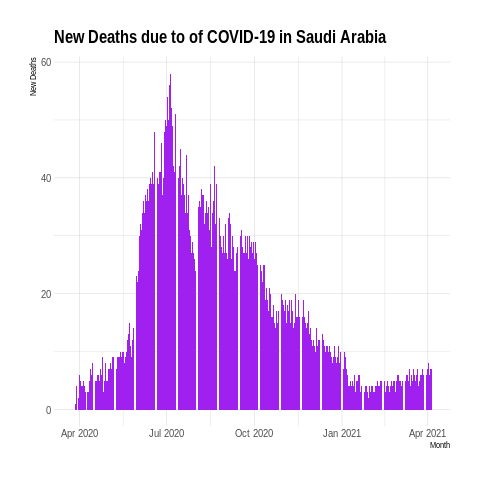 New Deaths due to of COVID-19 in Saudi Arabia
New Deaths
60
40
20
0
Apr 2020 Jul 2020 Oct 2020 Jan 2021 Apr 2021
Month